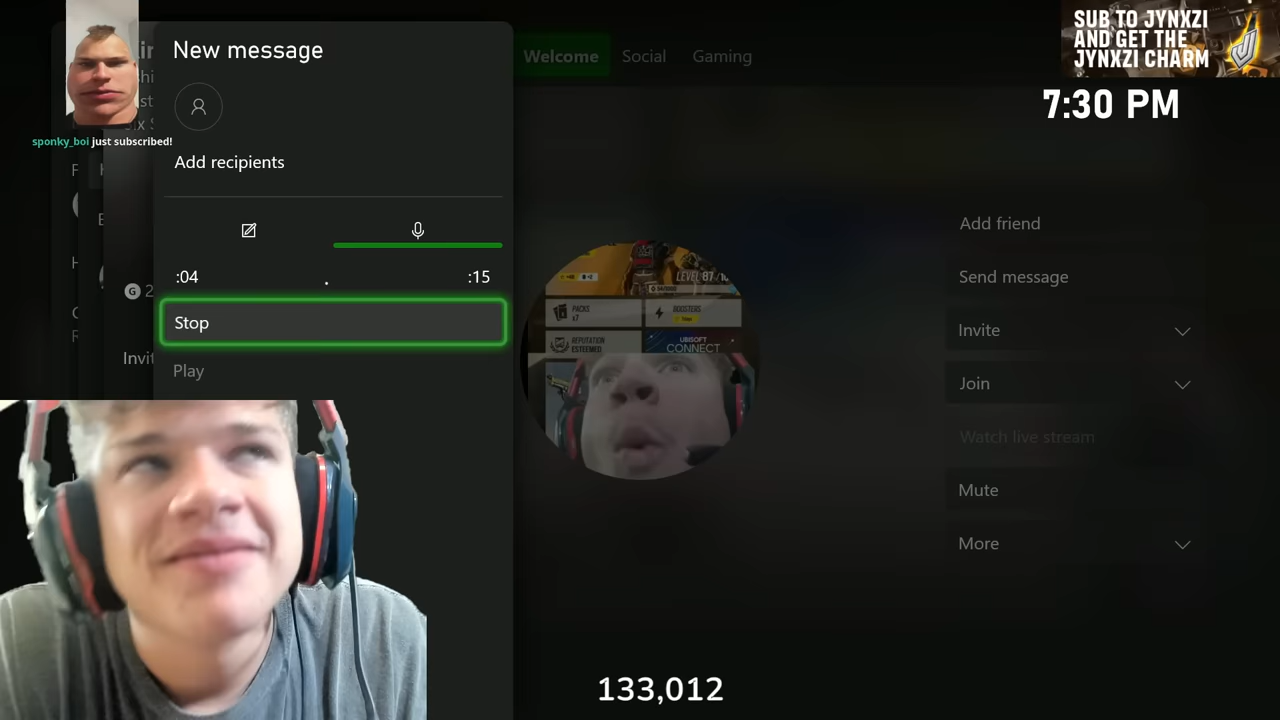 New message
Add recipients
sponky_boi just subscribed!
:04
:15
Stop
Play
Invit
Welcome
Social
Gaming
SUB TO JYNXZI
AND GET THE
JYNXZI CHARM
7:30 PM
LEVEL 87
PACKS
x7
BOOSTERS
REPUTATION
ESTEEMED
UBISOFT
CONNECT
Add friend
Send message
Invite
Join
Watch live stream
Mute
More
133,012